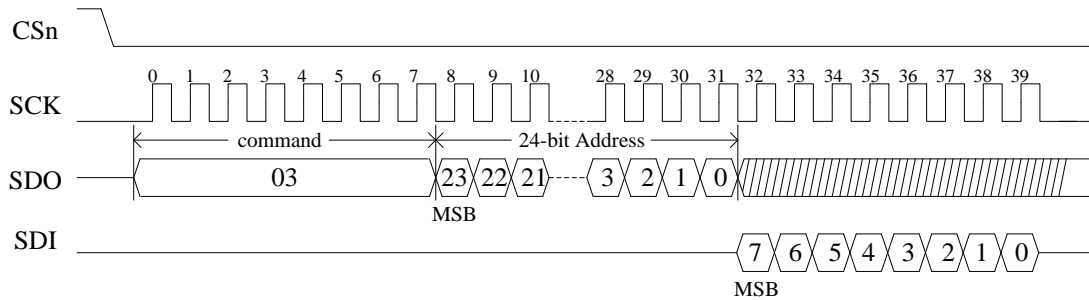 CSn
0 1 2 3 4 5 6 7 8 9 10 28 29 30 31 32 33 34 35 36 37 38 39
SCK
command 24-bit Address
SDO 03 23 22 21 3 2 1 0
MSB
SDI 7 6 5 4 3 2 1 0
MSB